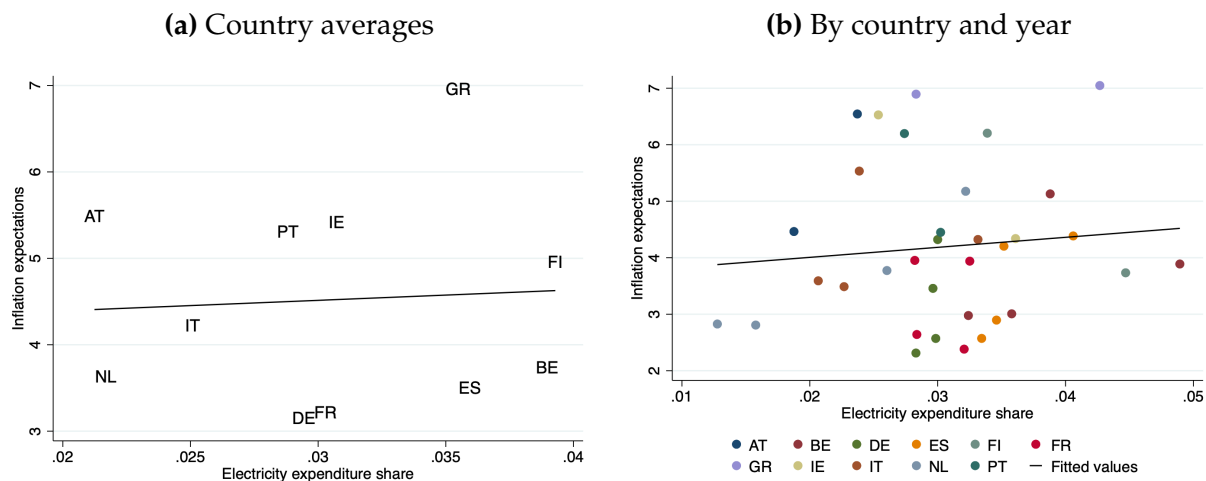 (a) Country averages
7
6
5
4
3
Inflation expectations
GR
AT
PT
IE
FI
IT
NL
BE
ES
DE
FR
.02 .025 .03 .035 .04
Electricity expenditure share
(b) By country and year
7
6
5
4
3
2
Inflation expectations
.01 .02 .03 .04 .05
Electricity expenditure share
AT BE DE ES FI FR
GR IE IT NL PT Fitted values